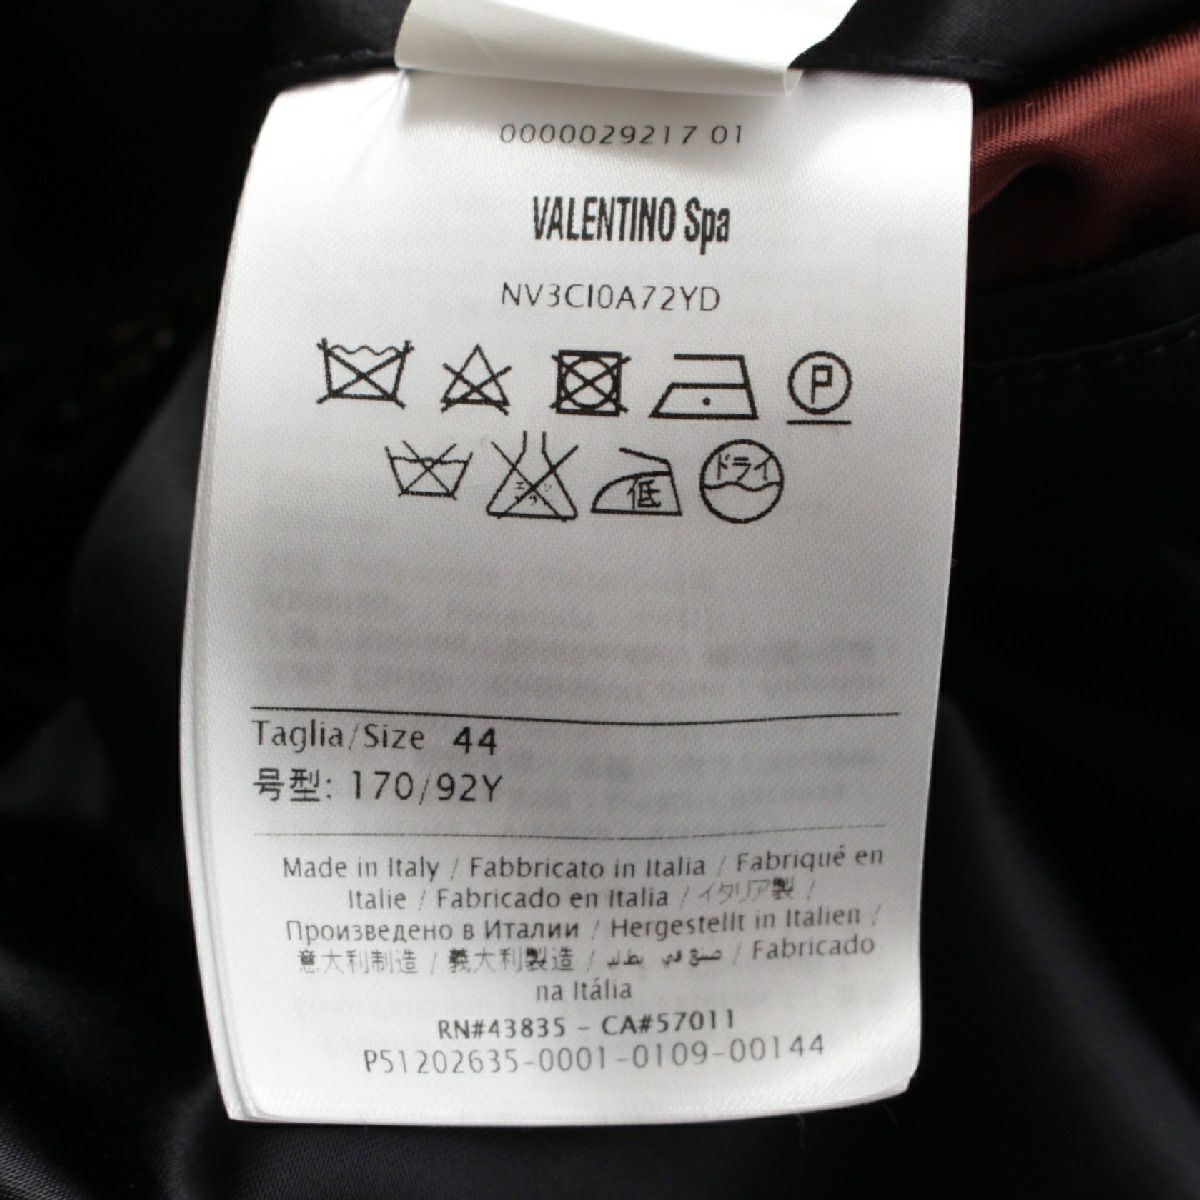 0000029217 01
VALENTINO Spa
NV3CI0A72YD
P
ドライ
低
Taglia/Size 44
号型: 170/92Y
Made in Italy / Fabbricato in Italia / Fabriqué en
Italie / Fabricado en Italia / イタリア製 /
Произведено в Италии / Hergestellt in Italien /
意大利制造 / 義大利製造 / صنع في / Fabricado
na Itália
RN#43835 - CA#57011
P51202635-0001-0109-00144